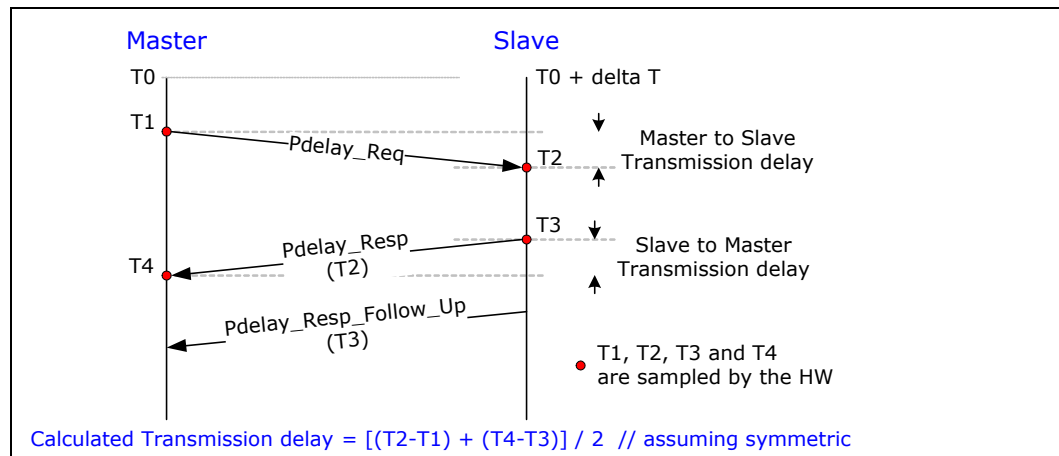 Master
Slave
T0
T0 + delta T
T1
Pdelay_Req
T2
Master to Slave
Transmission delay
T3
Pdelay_Resp
(T2)
T4
Slave to Master
Transmission delay
Pdelay_Resp_Follow_Up
(T3)
T1, T2, T3 and T4
are sampled by the HW
Calculated Transmission delay = [(T2-T1) + (T4-T3)] / 2 // assuming symmetric